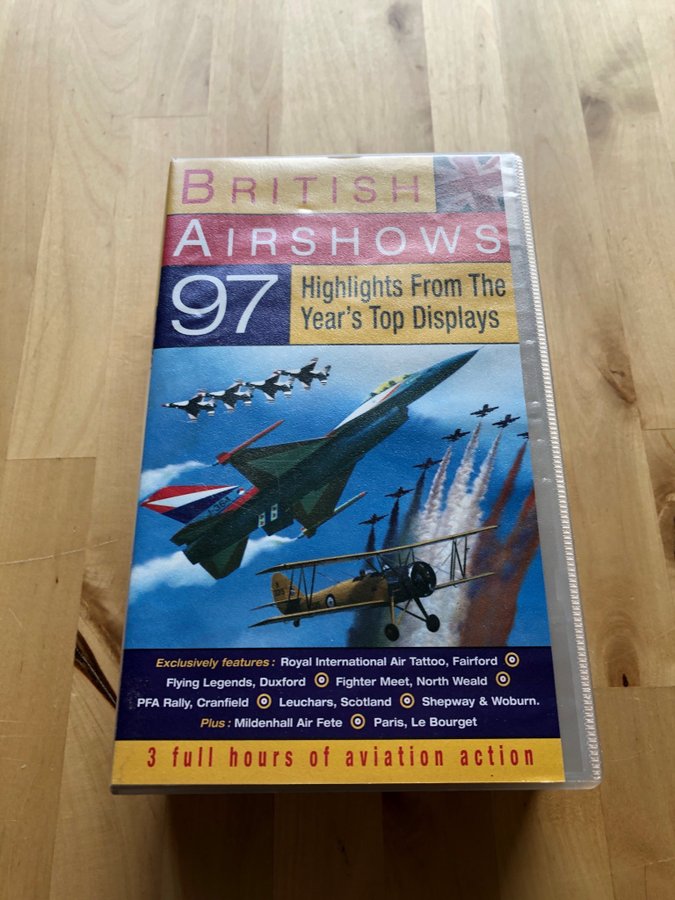 BRITISH
AIRSHOWS
97
Highlights From The
Year's Top Displays
Exclusively features: Royal International Air Tattoo, Fairford
Flying Legends, Duxford Fighter Meet, North Weald
PFA Rally, Cranfield Leuchars, Scotland Shepway & Woburn.
Plus: Mildenhall Air Fete Paris, Le Bourget
3 full hours of aviation action